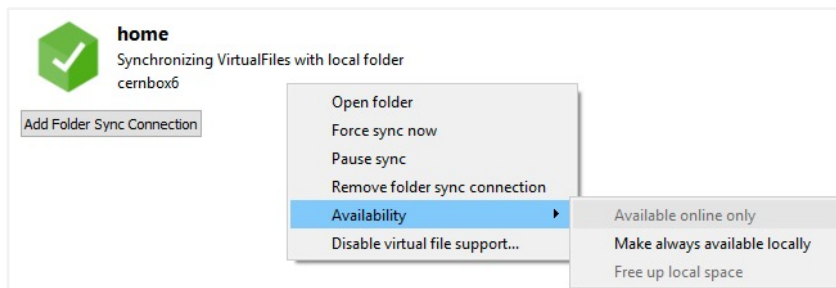 home
Synchronizing VirtualFiles with local folder
cernbox6
Add Folder Sync Connection
Open folder
Force sync now
Pause sync
Remove folder sync connection
Availability
Disable virtual file support...
Available online only
Make always available locally
Free up local space